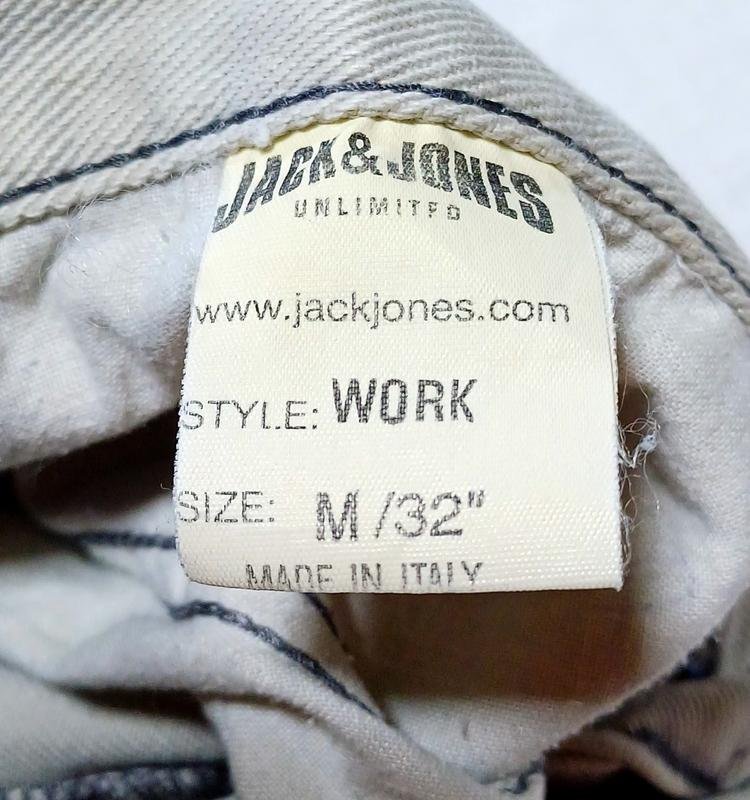 JACK & JONES
UNLIMITED
www.jackjones.com
STYLE: WORK
SIZE: M /32"
MADE IN ITALY